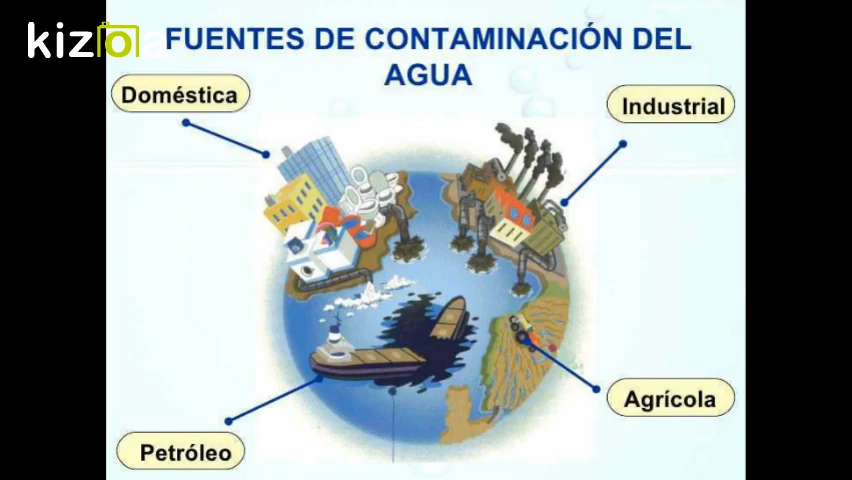 kizoa
FUENTES DE CONTAMINACIÓN DEL
AGUA
Doméstica
Industrial
Agrícola
Petróleo